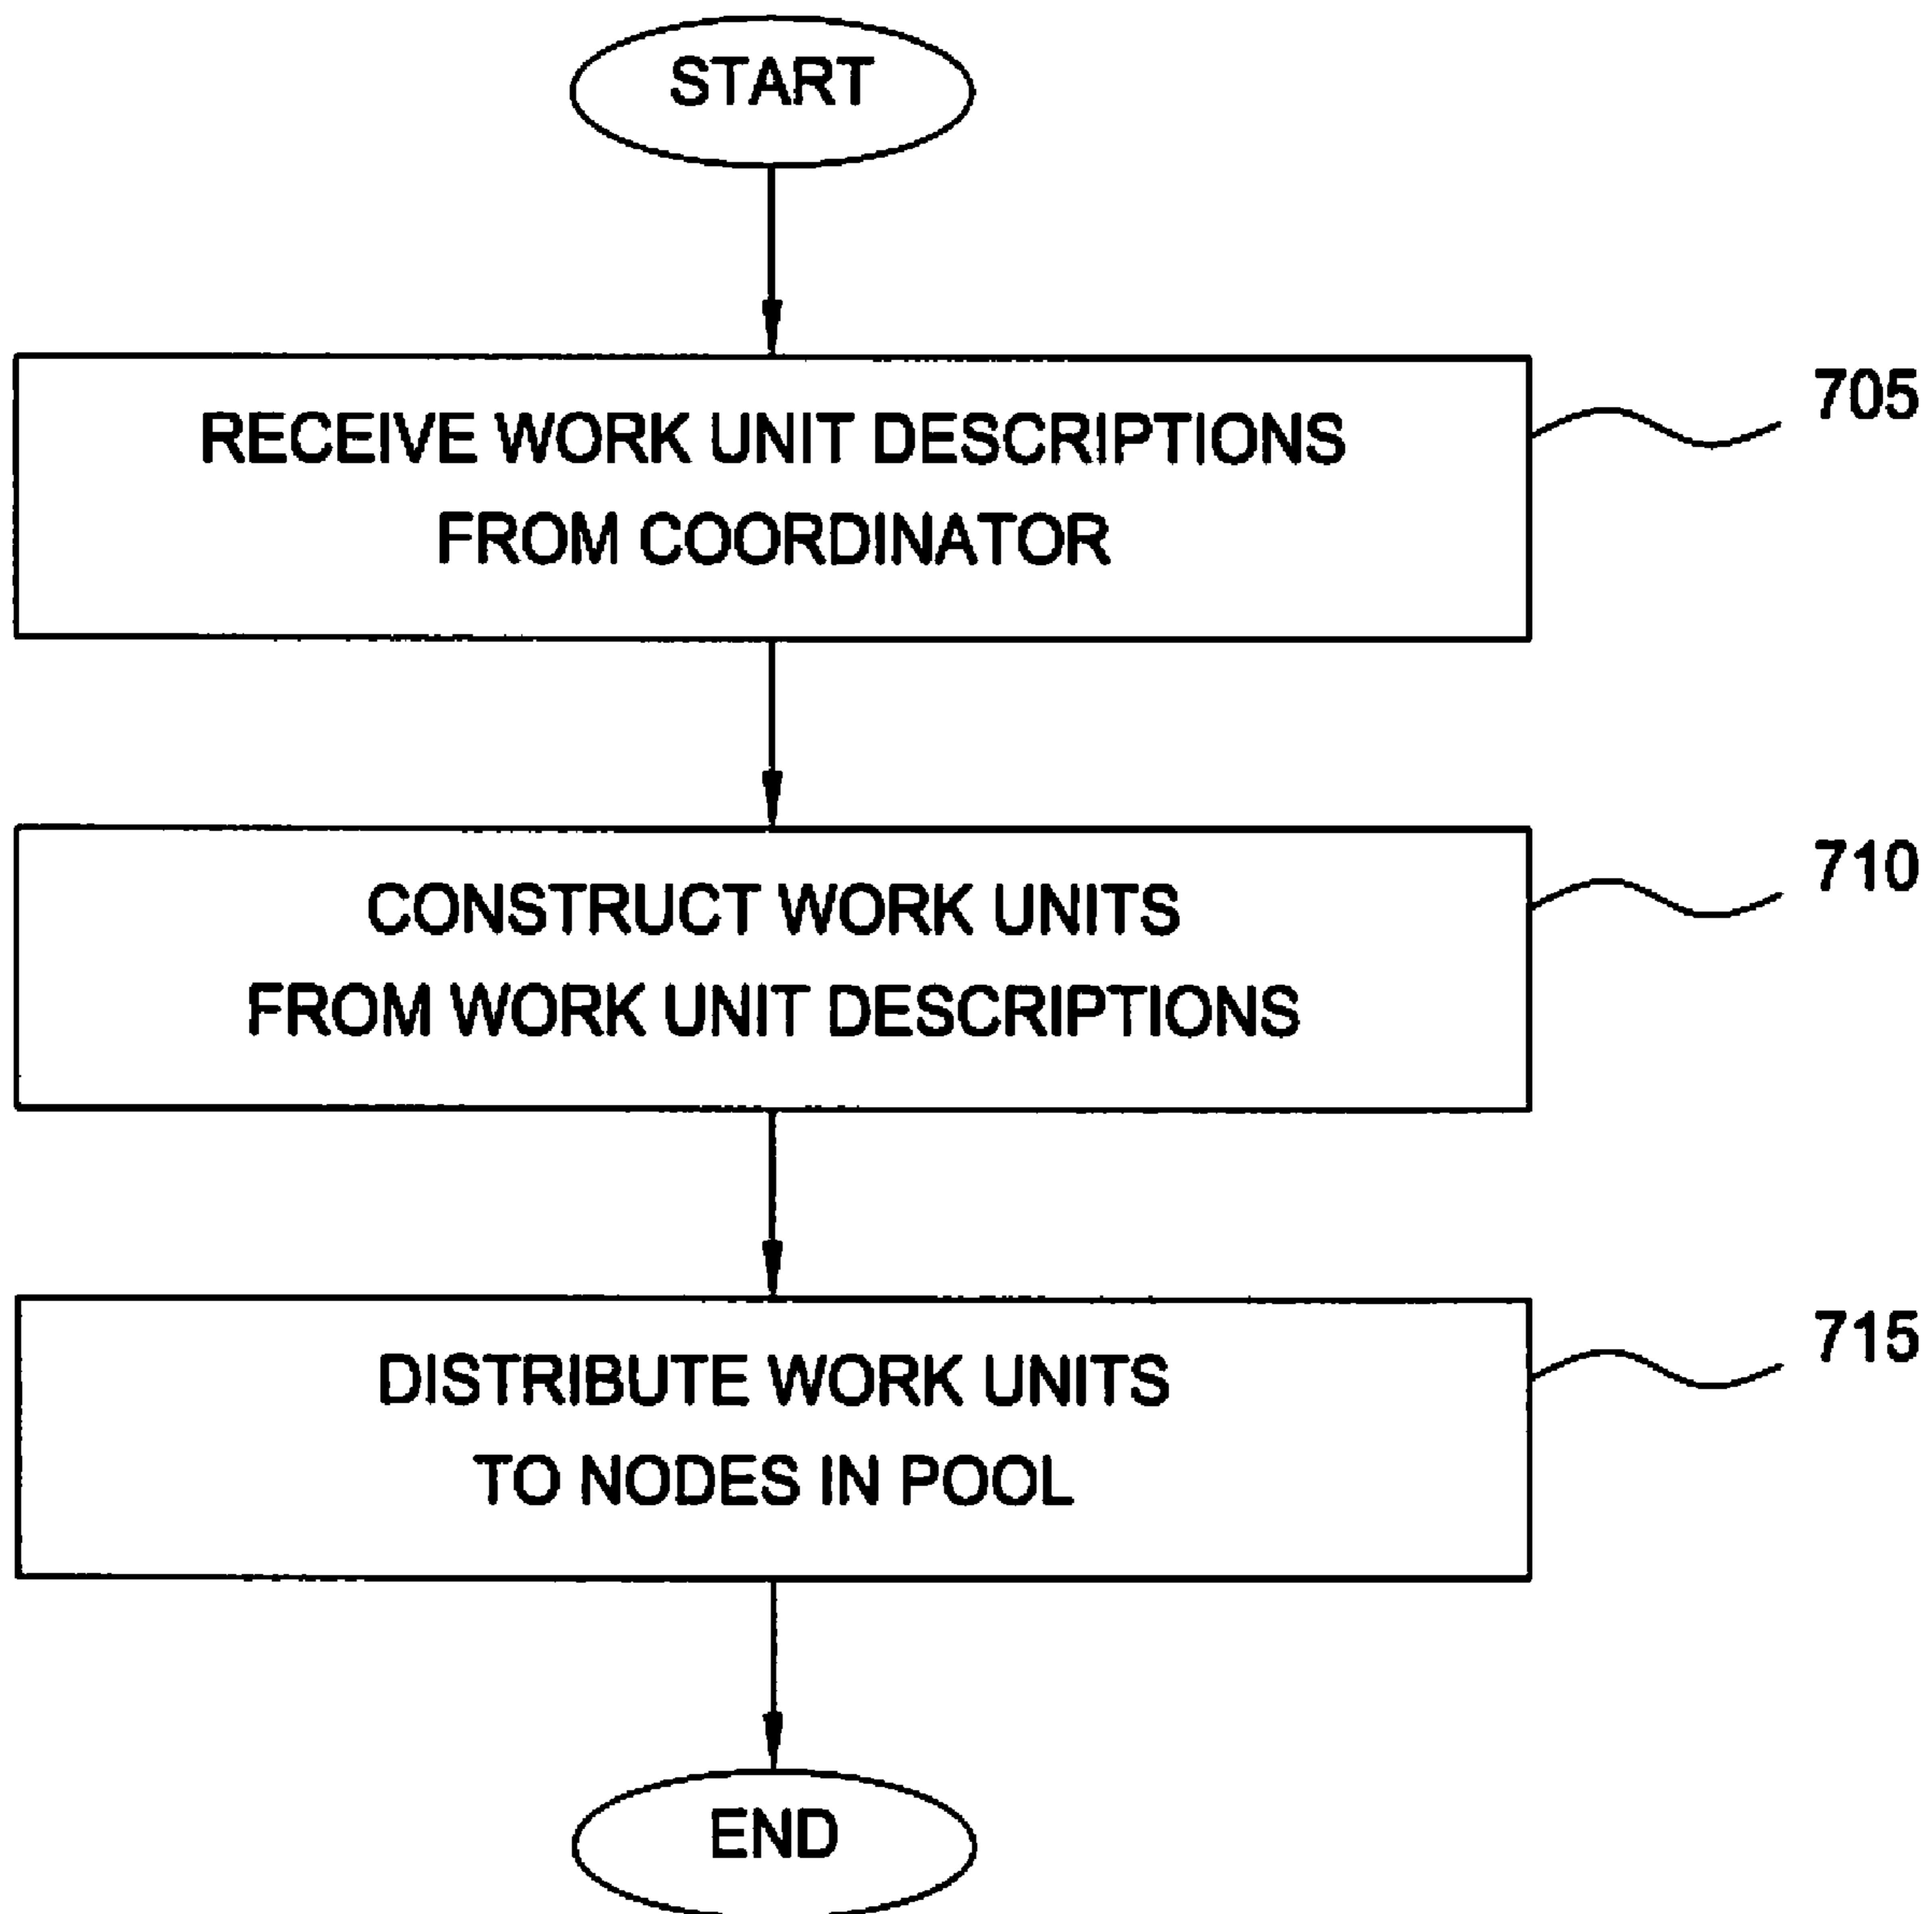 START
RECEIVE WORK UNIT DESCRIPTIONS
FROM COORDINATOR
705
CONSTRUCT WORK UNITS
FROM WORK UNIT DESCRIPTIONS
710
DISTRIBUTE WORK UNITS
TO NODES IN POOL
715
END